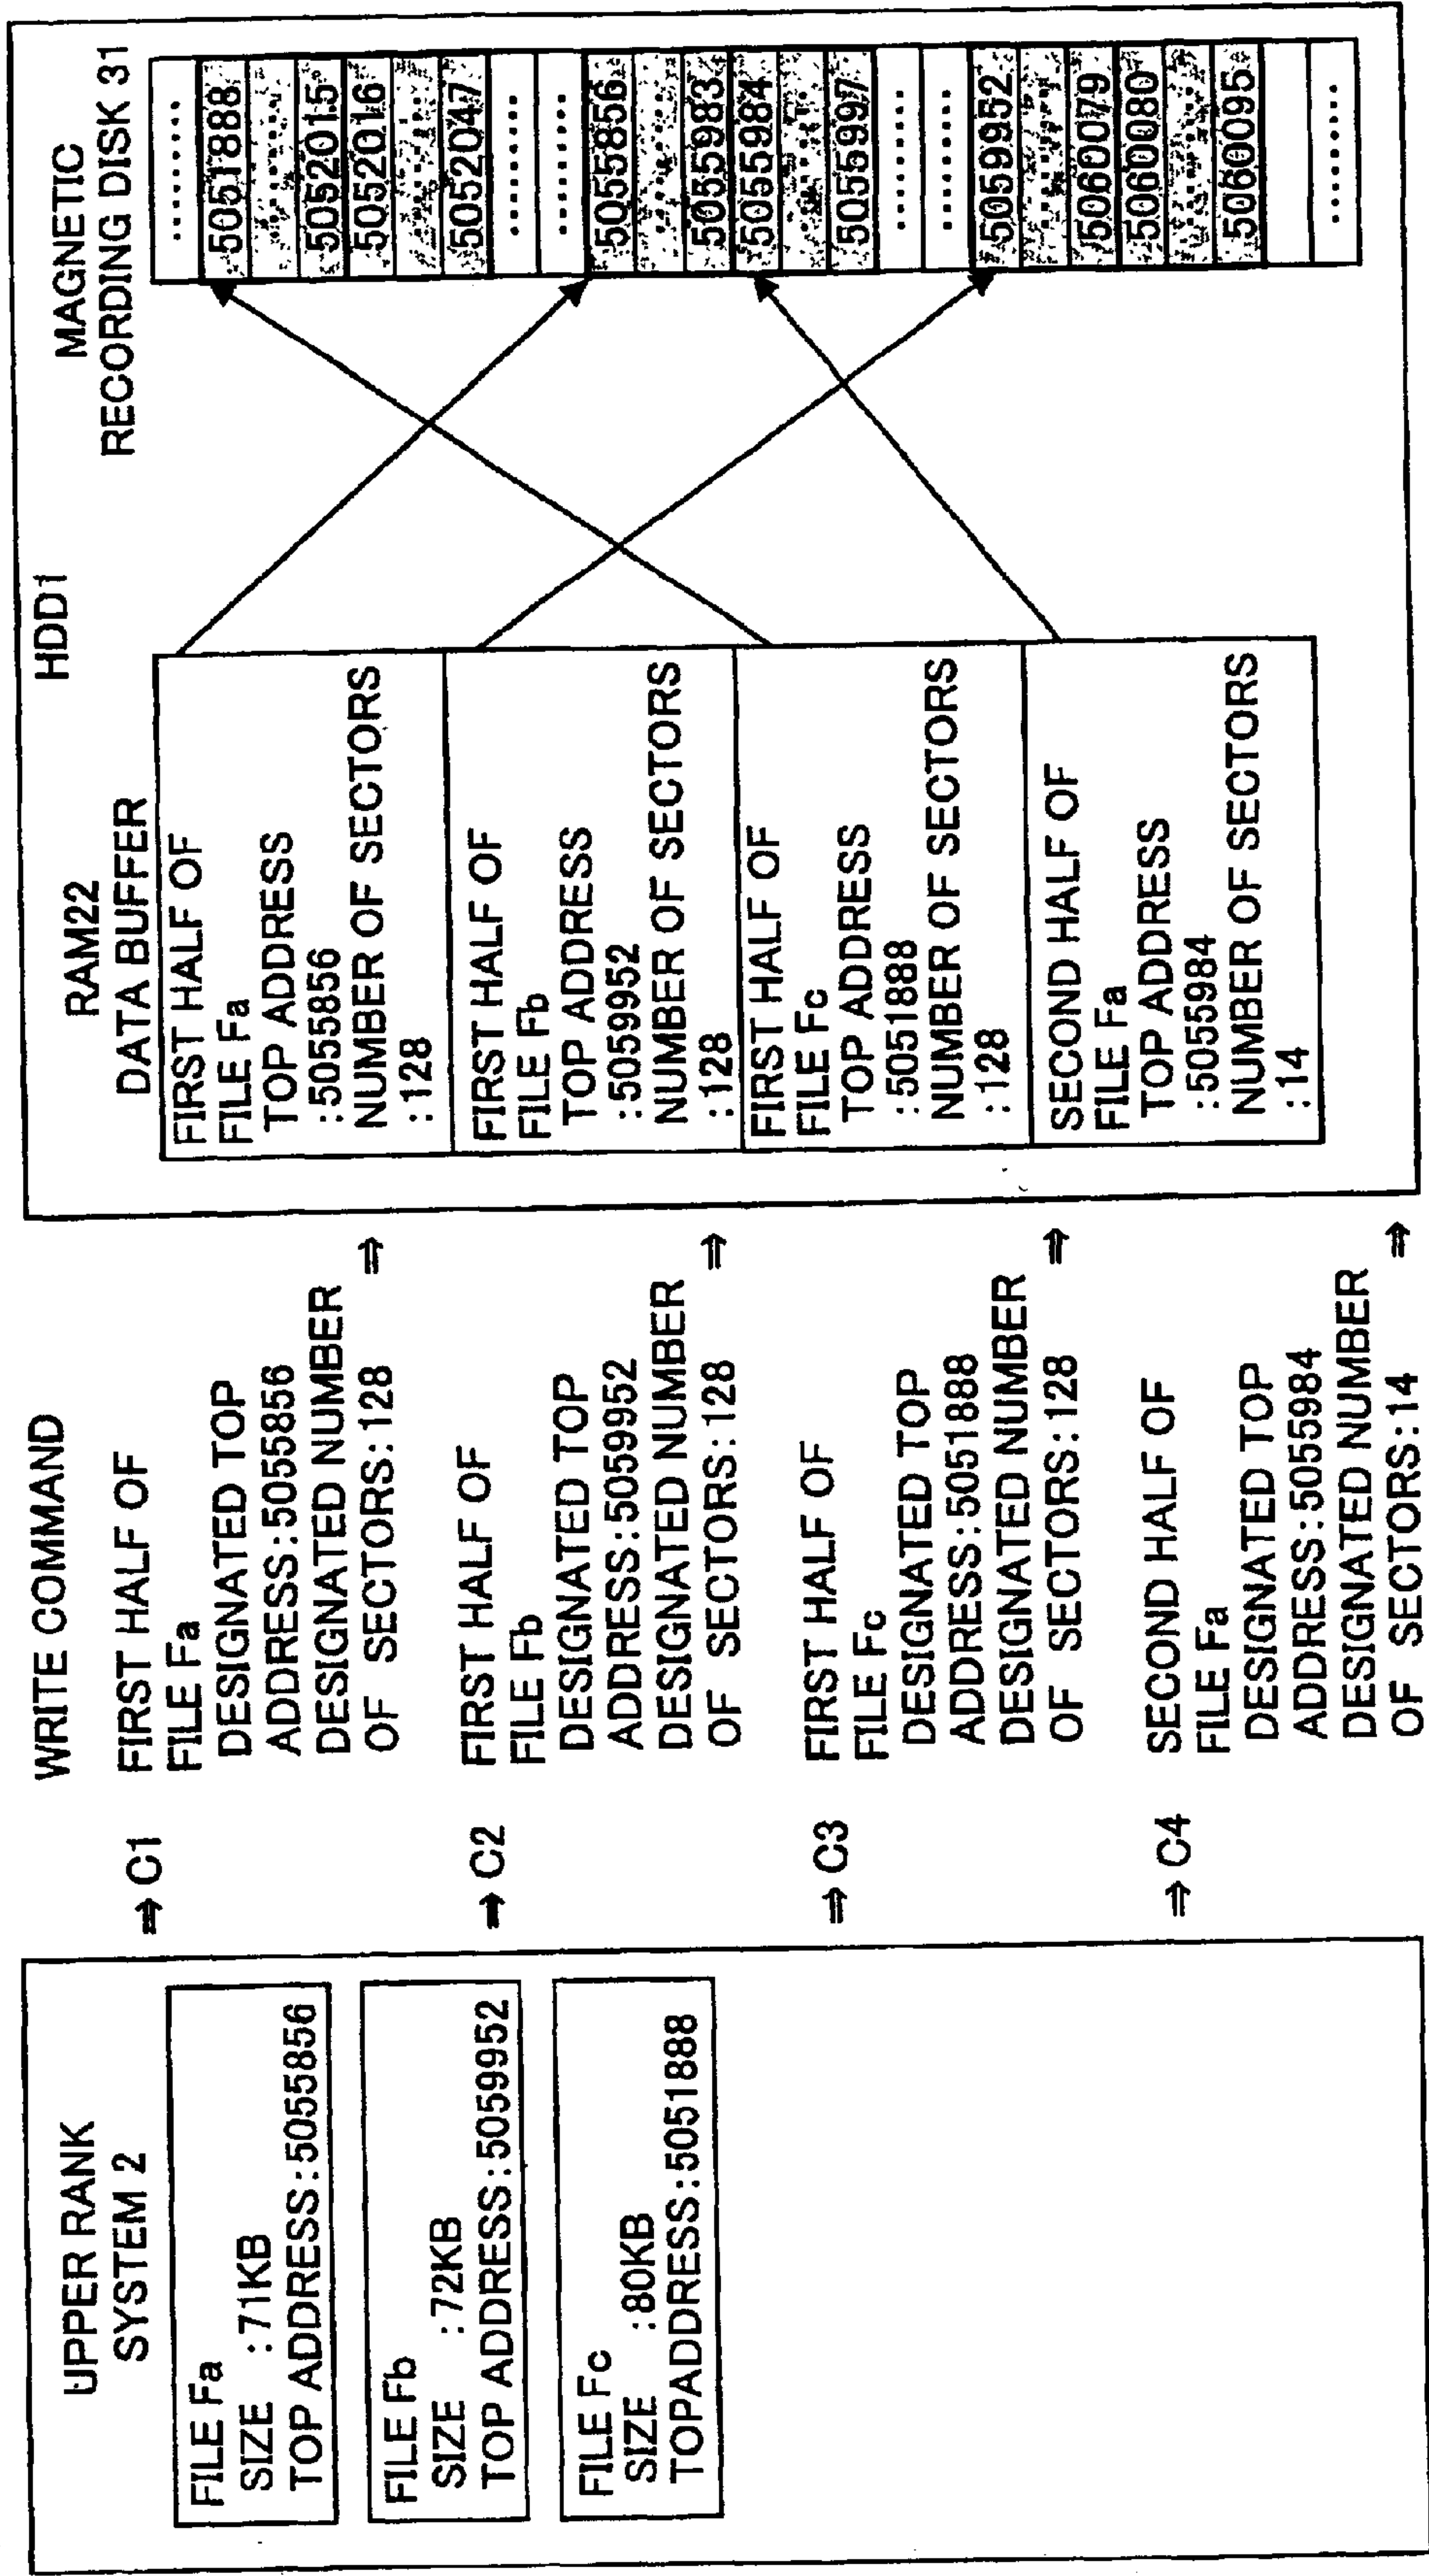 UPPER RANK
SYSTEM 2
FILE Fa
SIZE :71KB
TOP ADDRESS:5055856
FILE Fb
SIZE :72KB
TOP ADDRESS:5059952
FILE Fc
SIZE :80KB
TOPADDRESS:5051888
WRITE COMMAND
⇒ C1
FIRST HALF OF
FILE Fa
DESIGNATED TOP
ADDRESS:5055856
DESIGNATED NUMBER
OF SECTORS:128 ⇒
⇒ C2
FIRST HALF OF
FILE Fb
DESIGNATED TOP
ADDRESS:5059952
DESIGNATED NUMBER
OF SECTORS:128 ⇒
⇒ C3
FIRST HALF OF
FILE Fc
DESIGNATED TOP
ADDRESS:5051888
DESIGNATED NUMBER
OF SECTORS:128 ⇒
⇒ C4
SECOND HALF OF
FILE Fa
DESIGNATED TOP
ADDRESS:5055984
DESIGNATED NUMBER
OF SECTORS:14 ⇒
HDD1
RAM22
DATA BUFFER
FIRST HALF OF
FILE Fa
TOP ADDRESS
:5055856
NUMBER OF SECTORS
:128
FIRST HALF OF
FILE Fb
TOP ADDRESS
:5059952
NUMBER OF SECTORS
:128
FIRST HALF OF
FILE Fc
TOP ADDRESS
:5051888
NUMBER OF SECTORS
:128
SECOND HALF OF
FILE Fa
TOP ADDRESS
:5055984
NUMBER OF SECTORS
:14
MAGNETIC
RECORDING DISK 31
.......
5051888
.......
5052015
5052016
.......
5052047
.......
.......
5055856
.......
5055983
5055984
.......
5055997
.......
.......
5059952
.......
5060079
5060080
.......
5060095
.......